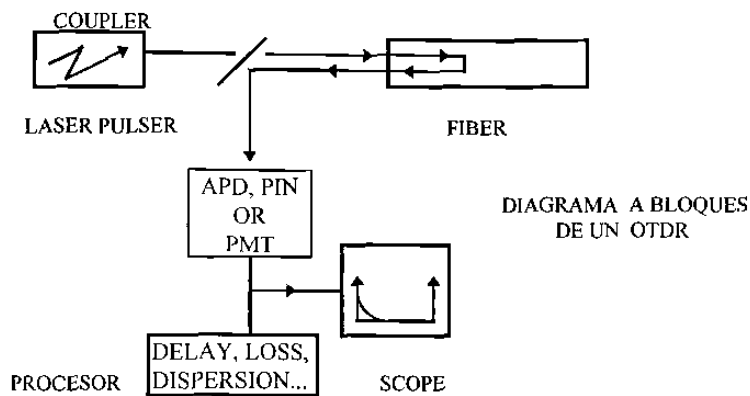 COUPLER
LASER PULSER
FIBER
APD, PIN
OR
PMT
DIAGRAMA A BLOQUES
DE UN OTDR
DELAY, LOSS,
DISPERSION...
PROCESOR
SCOPE